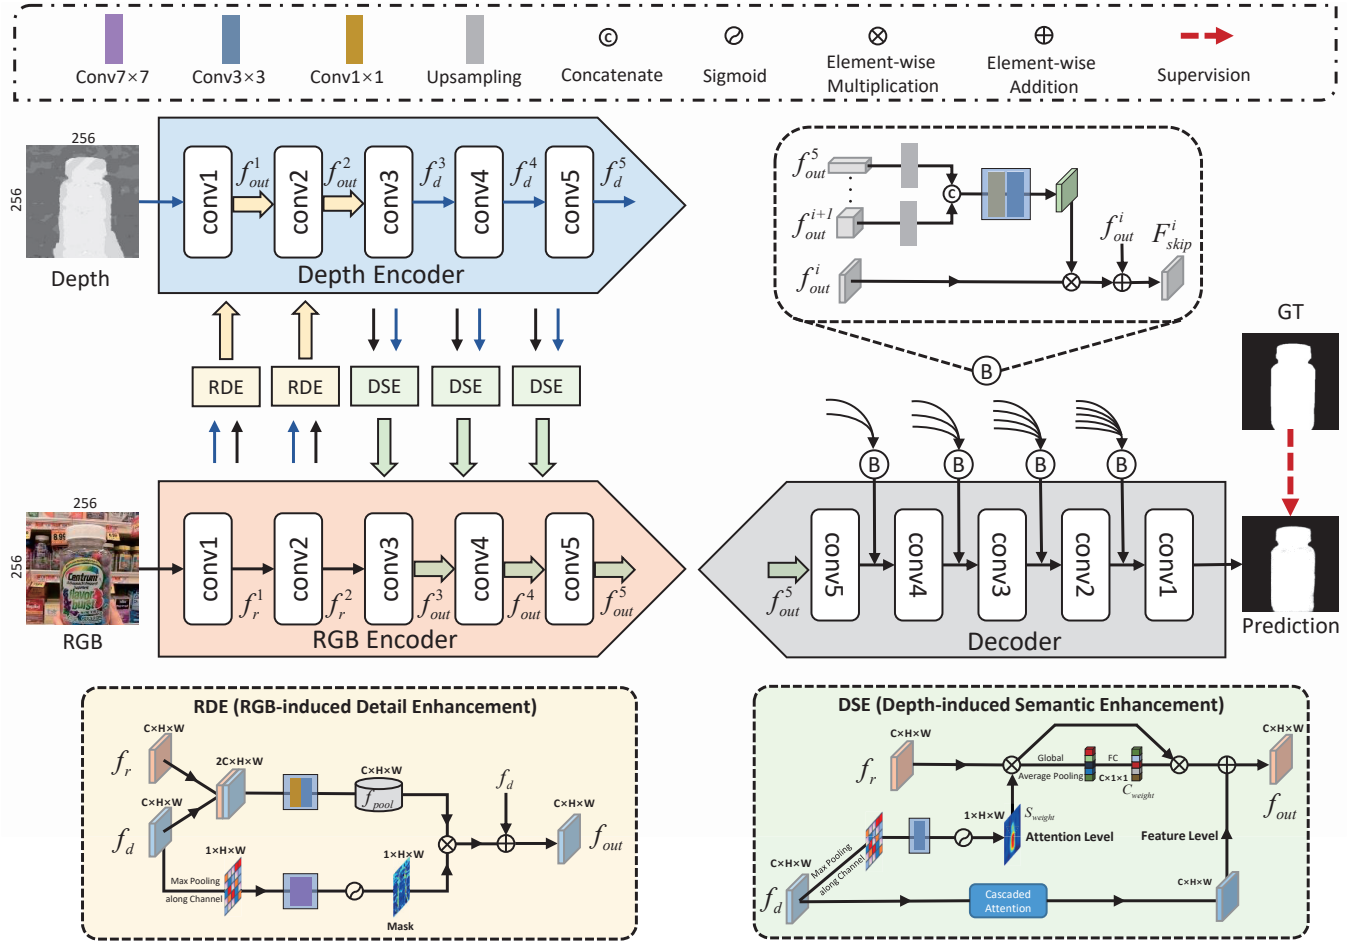 Conv7×7
Conv3×3
Conv1×1
Upsampling
C
Concatenate
Sigmoid
Element-wise
Multiplication
Element-wise
Addition
Supervision
256
256
Depth
conv1
f_out^1
conv2
f_out^2
conv3
f_d^3
conv4
f_d^4
conv5
f_d^5
Depth Encoder
RDE
RDE
DSE
DSE
DSE
256
256
RGB
8.99
Centrum
flavor
burst
conv1
f_r^1
conv2
f_r^2
conv3
f_out^3
conv4
f_out^4
conv5
f_out^5
RGB Encoder
f_out^5
f_out^{i+1}
f_out^i
C
f_out^i
F_skip^i
B
B
B
B
B
f_out^5
conv5
conv4
conv3
conv2
conv1
Decoder
GT
Prediction
RDE (RGB-induced Detail Enhancement)
C×H×W
f_r
C×H×W
f_d
2C×H×W
C×H×W
f_pool
f_d
C×H×W
f_out
1×H×W
Max Pooling
along Channel
1×H×W
Mask
DSE (Depth-induced Semantic Enhancement)
C×H×W
f_r
Global
Average Pooling
FC
C×1×1
C_weight
C×H×W
f_out
1×H×W
S_weight
Attention Level
Feature Level
C×H×W
f_d
Max Pooling
along Channel
Cascaded
Attention
C×H×W